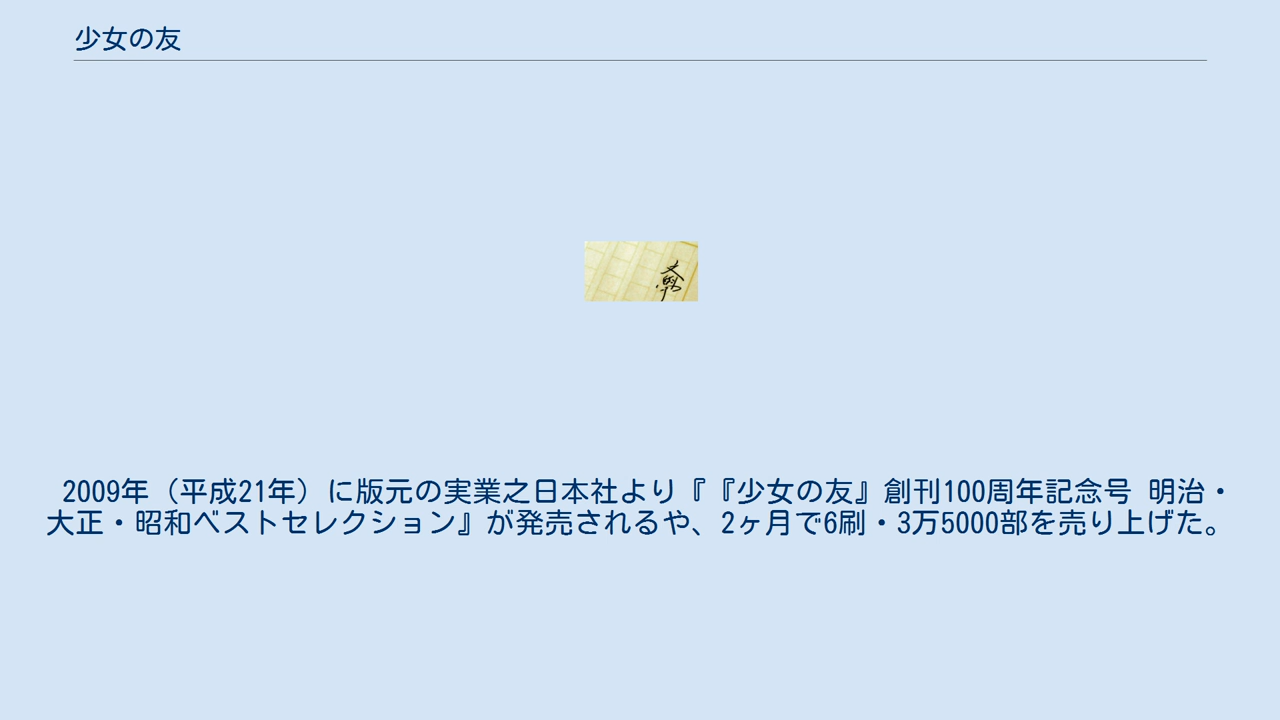 少女の友
2009年（平成21年）に版元の実業之日本社より『『少女の友』創刊100周年記念号 明治・
大正・昭和ベストセレクション』が発売されるや、2ヶ月で6刷・3万5000部を売り上げた。